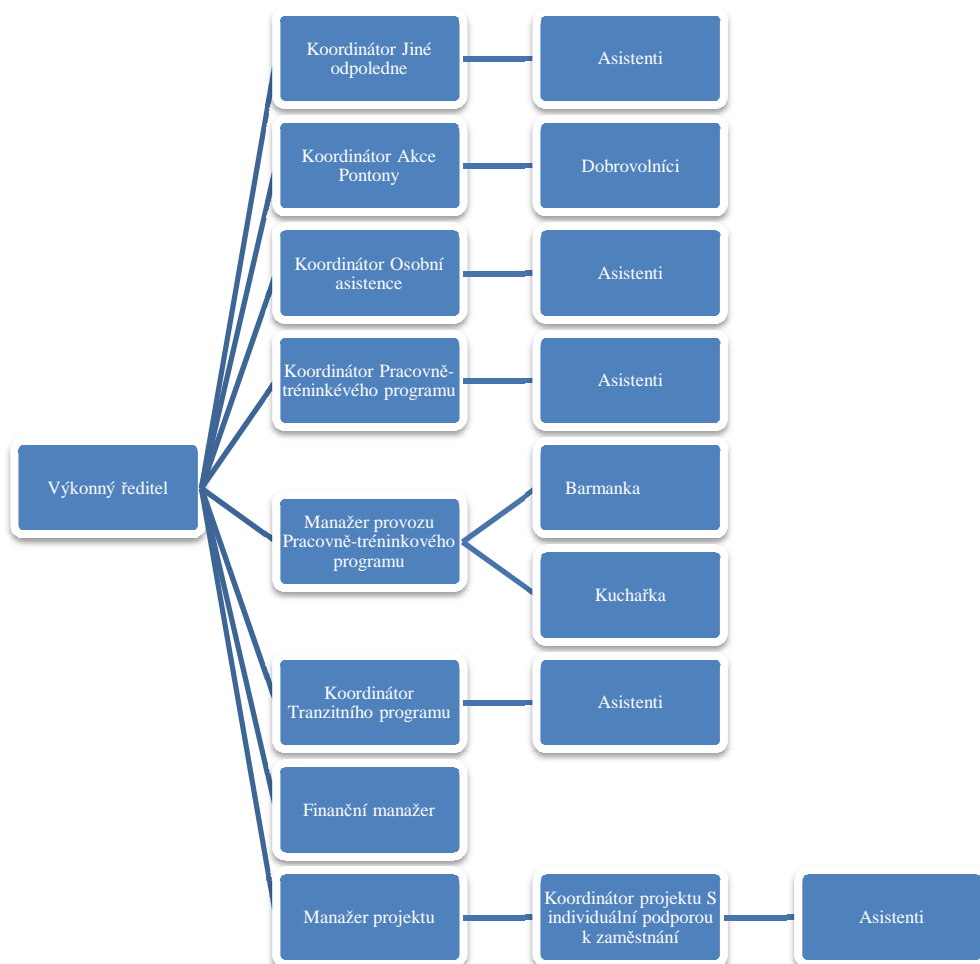 Koordinátor Jiné
odpoledne
Asistenti
Koordinátor Akce
Pontony
Dobrovolníci
Koordinátor Osobní
asistence
Asistenti
Koordinátor Pracovně-
tréninkévého programu
Asistenti
Výkonný ředitel
Manažer provozu
Pracovně-tréninkového
programu
Barmanka
Kuchařka
Koordinátor
Tranzitního programu
Asistenti
Finanční manažer
Manažer projektu
Koordinátor projektu S
individuální podporou
k zaměstnání
Asistenti